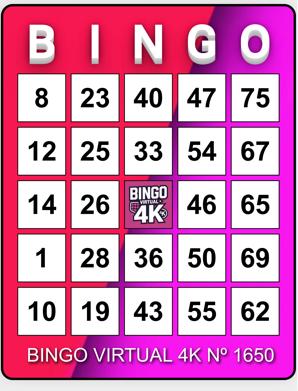 B I N G O
8 23 40 47 75
12 25 33 54 67
14 26 BINGO VIRTUAL 4K 46 65
1 28 36 50 69
10 19 43 55 62
BINGO VIRTUAL 4K Nº 1650